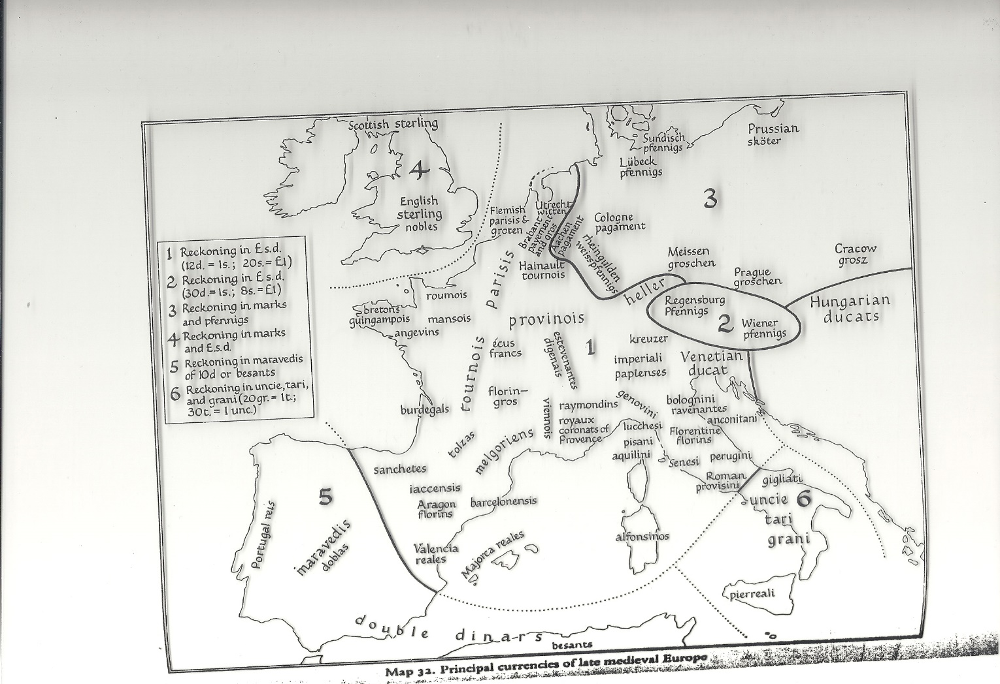 Scottish sterling
4
English
sterling
nobles
Sundisch
pfennigs
Lübeck
pfennigs
Prussian
sköter
3
Flemish
parisis &
groten
Utrecht
witten
Brabant
payement
and gros
Aachen
pagament
Cologne
pagament
rheingulden
weisspfennigs
Hainault
tournois
Meissen
groschen
Prague
groschen
Cracow
grosz
heller
Regensburg
Pfennigs
2
Wiener
pfennigs
Hungarian
ducats
1 Reckoning in £ s.d.
(12d. = 1s.; 20s. = £1)
2 Reckoning in £ s.d.
(30d. = 1s.; 8s. = £1)
3 Reckoning in marks
and pfennigs
4 Reckoning in marks
and £.s.d.
5 Reckoning in maravedis
of 10d or besants
6 Reckoning in uncie, tari,
and grani (20gr. = 1t.;
30t. = 1 unc.)
parisis
roumois
bretons
guingampois
mansois
angevins
provinois
tournois
écus
francs
estevenantes
digenais
1
kreuzer
imperiali
papienses
Venetian
ducat
florin-
gros
burdegals
viennois
raymondins
royaux
coronats of
Provence
genovini
bolognini
ravenantes
anconitani
lucchesi
Florentine
florins
pisani
aquilini
Senesi
perugini
Roman
provisini
tolzas
melgoriens
sanchetes
iaccensis
Aragon
florins
barcelonensis
5
Portugal reis
maravedis
doblas
Valencia
reales
Majorca reales
alfonsinos
gigliati
uncie 6
tari
grani
pierreali
double dinars
besants
Map 32. Principal currencies of late medieval Europe